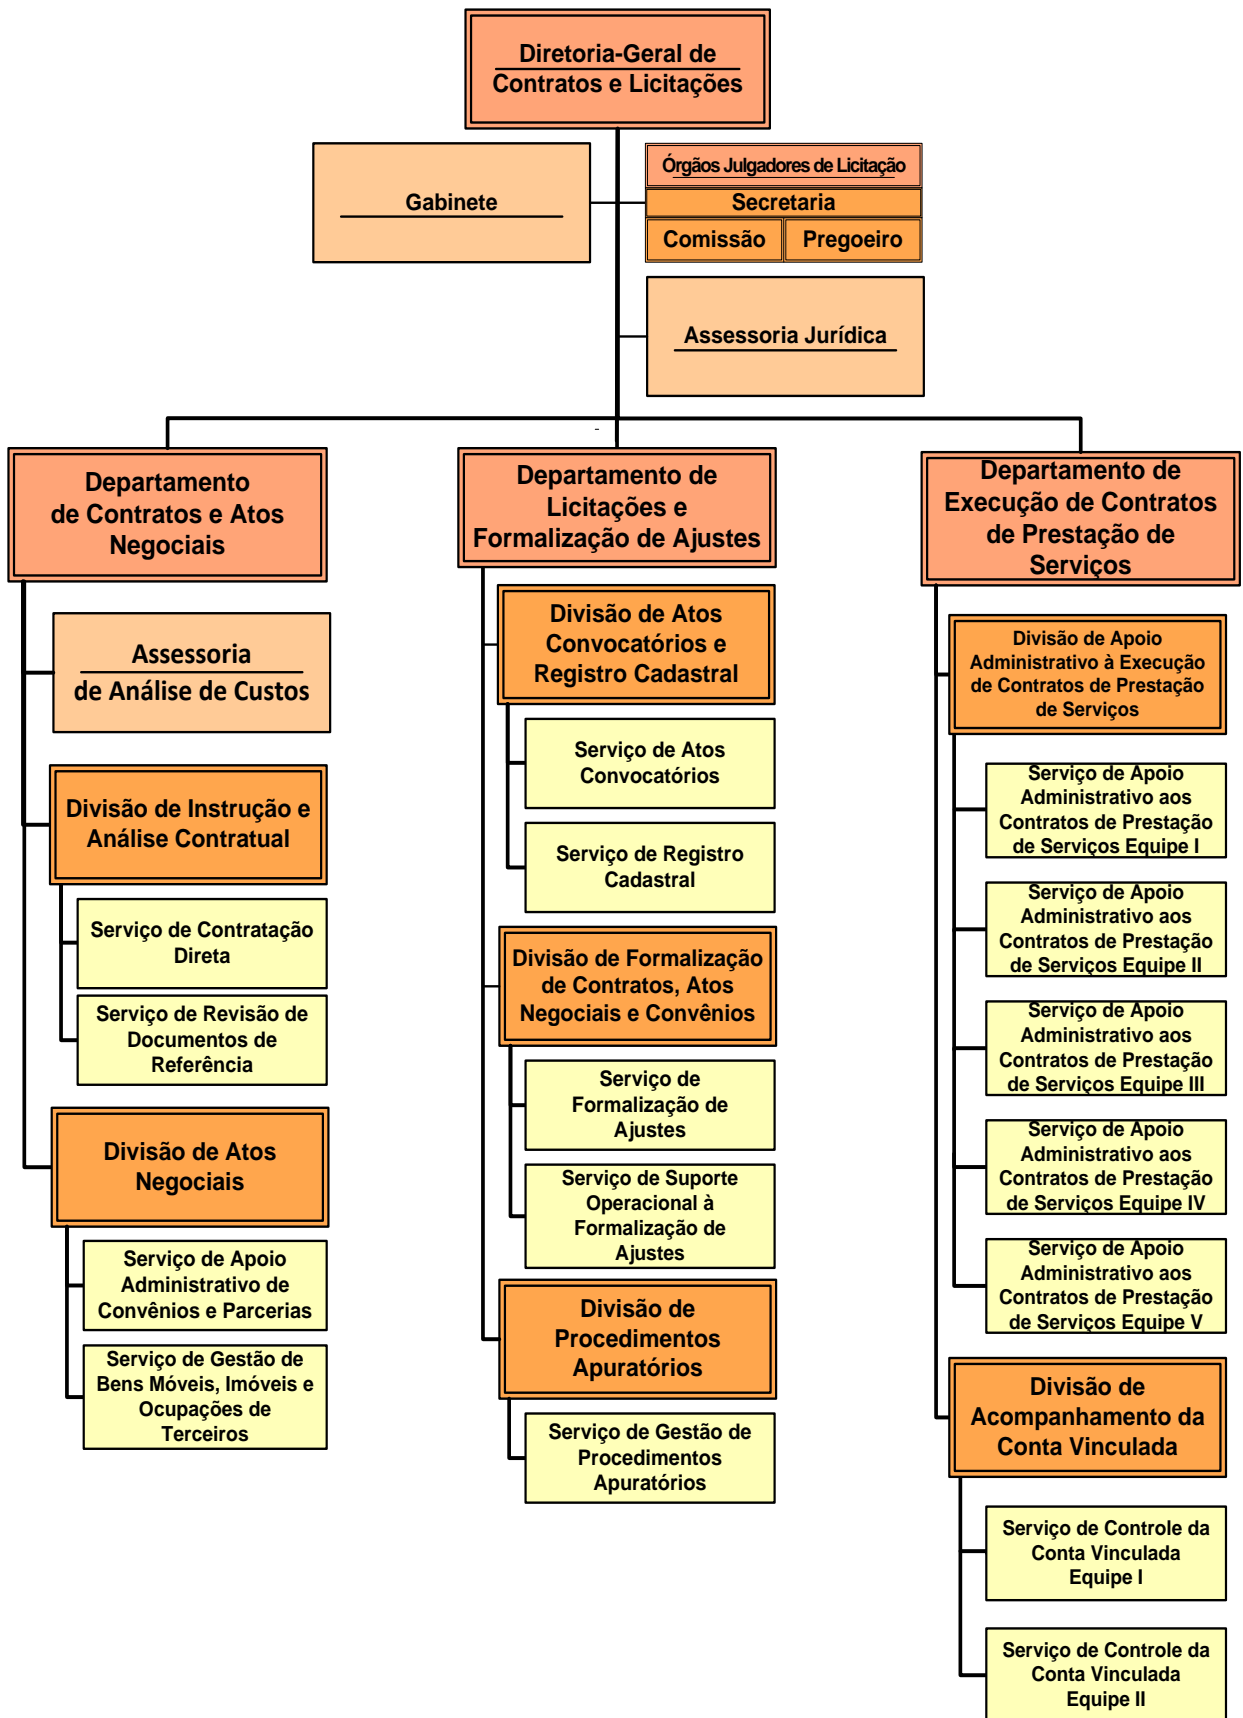 Diretoria-Geral de
Contratos e Licitações
Gabinete
Órgãos Julgadores de Licitação
Secretaria
Comissão
Pregoeiro
Assessoria Jurídica
Departamento
de Contratos e Atos
Negociais
Assessoria
de Análise de Custos
Divisão de Instrução e
Análise Contratual
Serviço de Contratação
Direta
Serviço de Revisão de
Documentos de
Referência
Divisão de Atos
Negociais
Serviço de Apoio
Administrativo de
Convênios e Parcerias
Serviço de Gestão de
Bens Móveis, Imóveis e
Ocupações de
Terceiros
Departamento de
Licitações e
Formalização de Ajustes
Divisão de Atos
Convocatórios e
Registro Cadastral
Serviço de Atos
Convocatórios
Serviço de Registro
Cadastral
Divisão de Formalização
de Contratos, Atos
Negociais e Convênios
Serviço de
Formalização de
Ajustes
Serviço de Suporte
Operacional à
Formalização de
Ajustes
Divisão de
Procedimentos
Apuratórios
Serviço de Gestão de
Procedimentos
Apuratórios
Departamento de
Execução de Contratos
de Prestação de
Serviços
Divisão de Apoio
Administrativo à Execução
de Contratos de Prestação
de Serviços
Serviço de Apoio
Administrativo aos
Contratos de Prestação
de Serviços Equipe I
Serviço de Apoio
Administrativo aos
Contratos de Prestação
de Serviços Equipe II
Serviço de Apoio
Administrativo aos
Contratos de Prestação
de Serviços Equipe III
Serviço de Apoio
Administrativo aos
Contratos de Prestação
de Serviços Equipe IV
Serviço de Apoio
Administrativo aos
Contratos de Prestação
de Serviços Equipe V
Divisão de
Acompanhamento da
Conta Vinculada
Serviço de Controle da
Conta Vinculada
Equipe I
Serviço de Controle da
Conta Vinculada
Equipe II